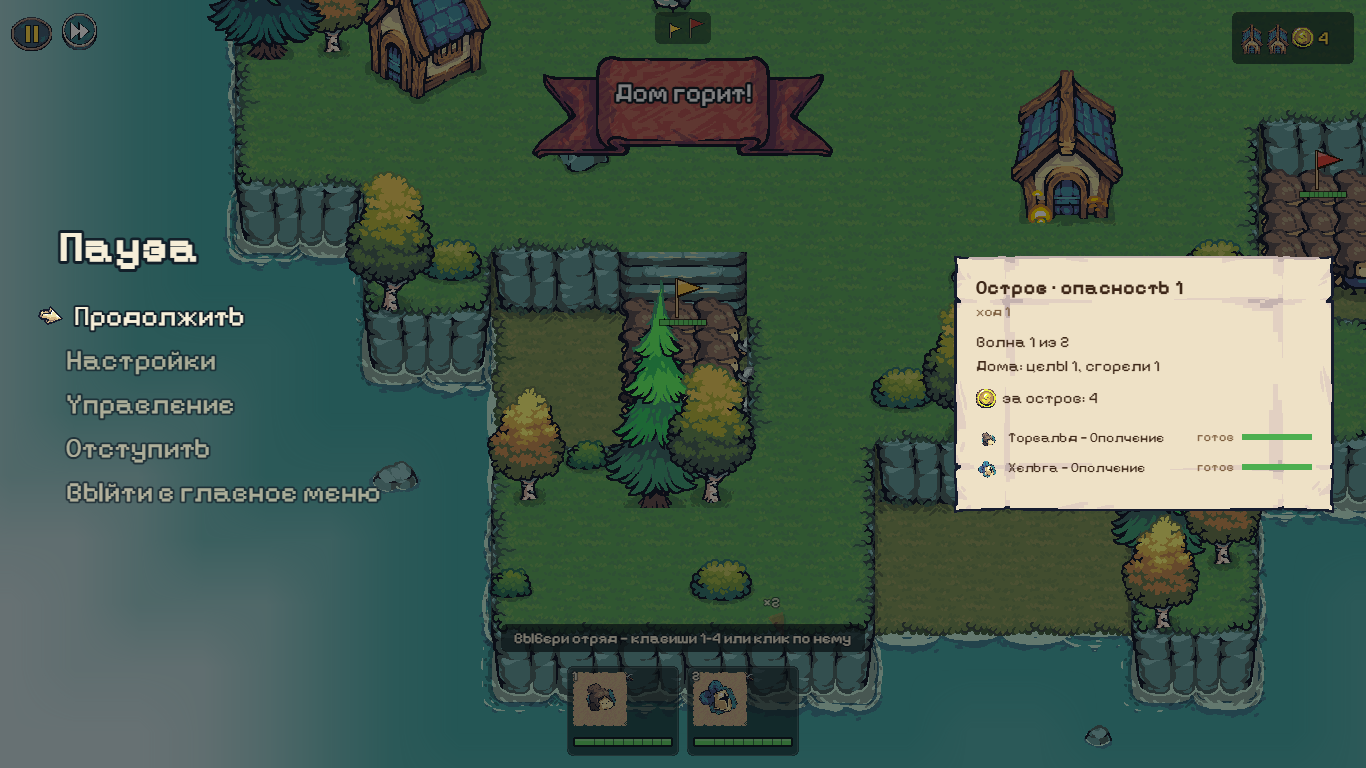 4
Дом горит!
Пауза
Продолжить
Настройки
Управление
Отступить
Выйти в главное меню
Остров · опасность 1
ход 1
Волна 1 из 2
Дома: целы 1, сгорели 1
за остров: 4
Торвальд – Ополчение готов
Хельга – Ополчение готов
×2
Выбери отряд – клавиши 1-4 или клик по нему
1
2